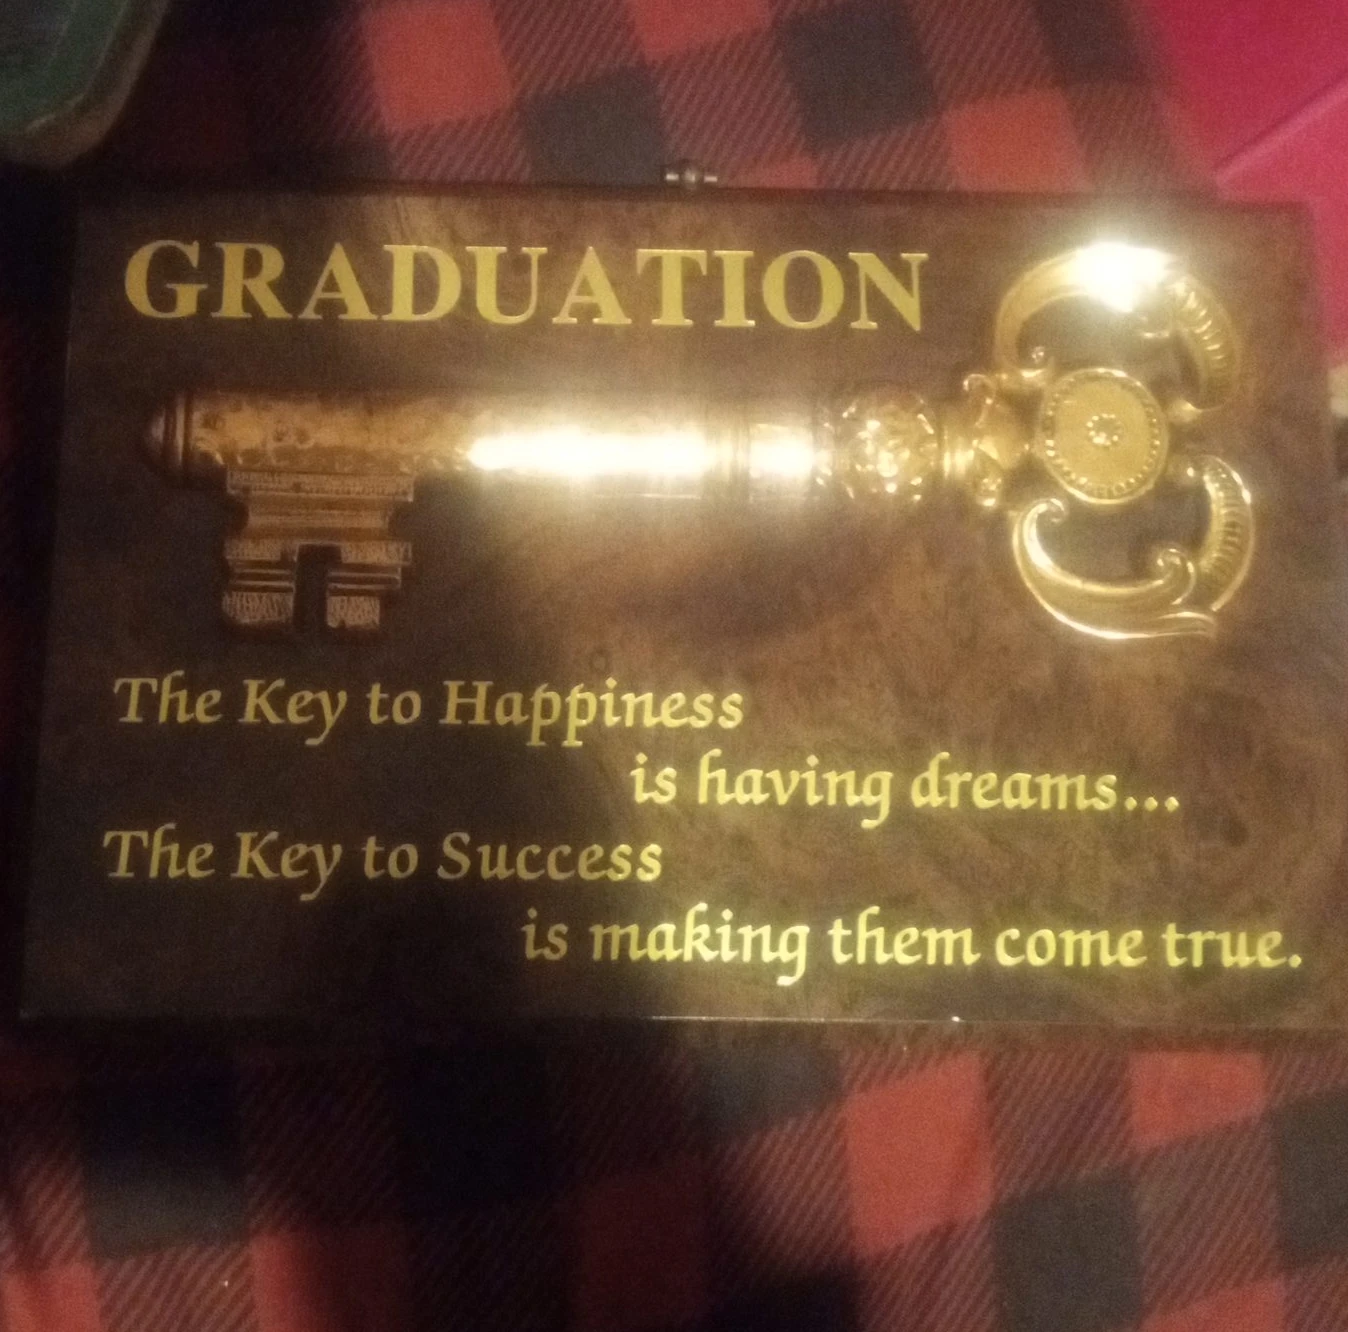 GRADUATION
The Key to Happiness
is having dreams...
The Key to Success
is making them come true.